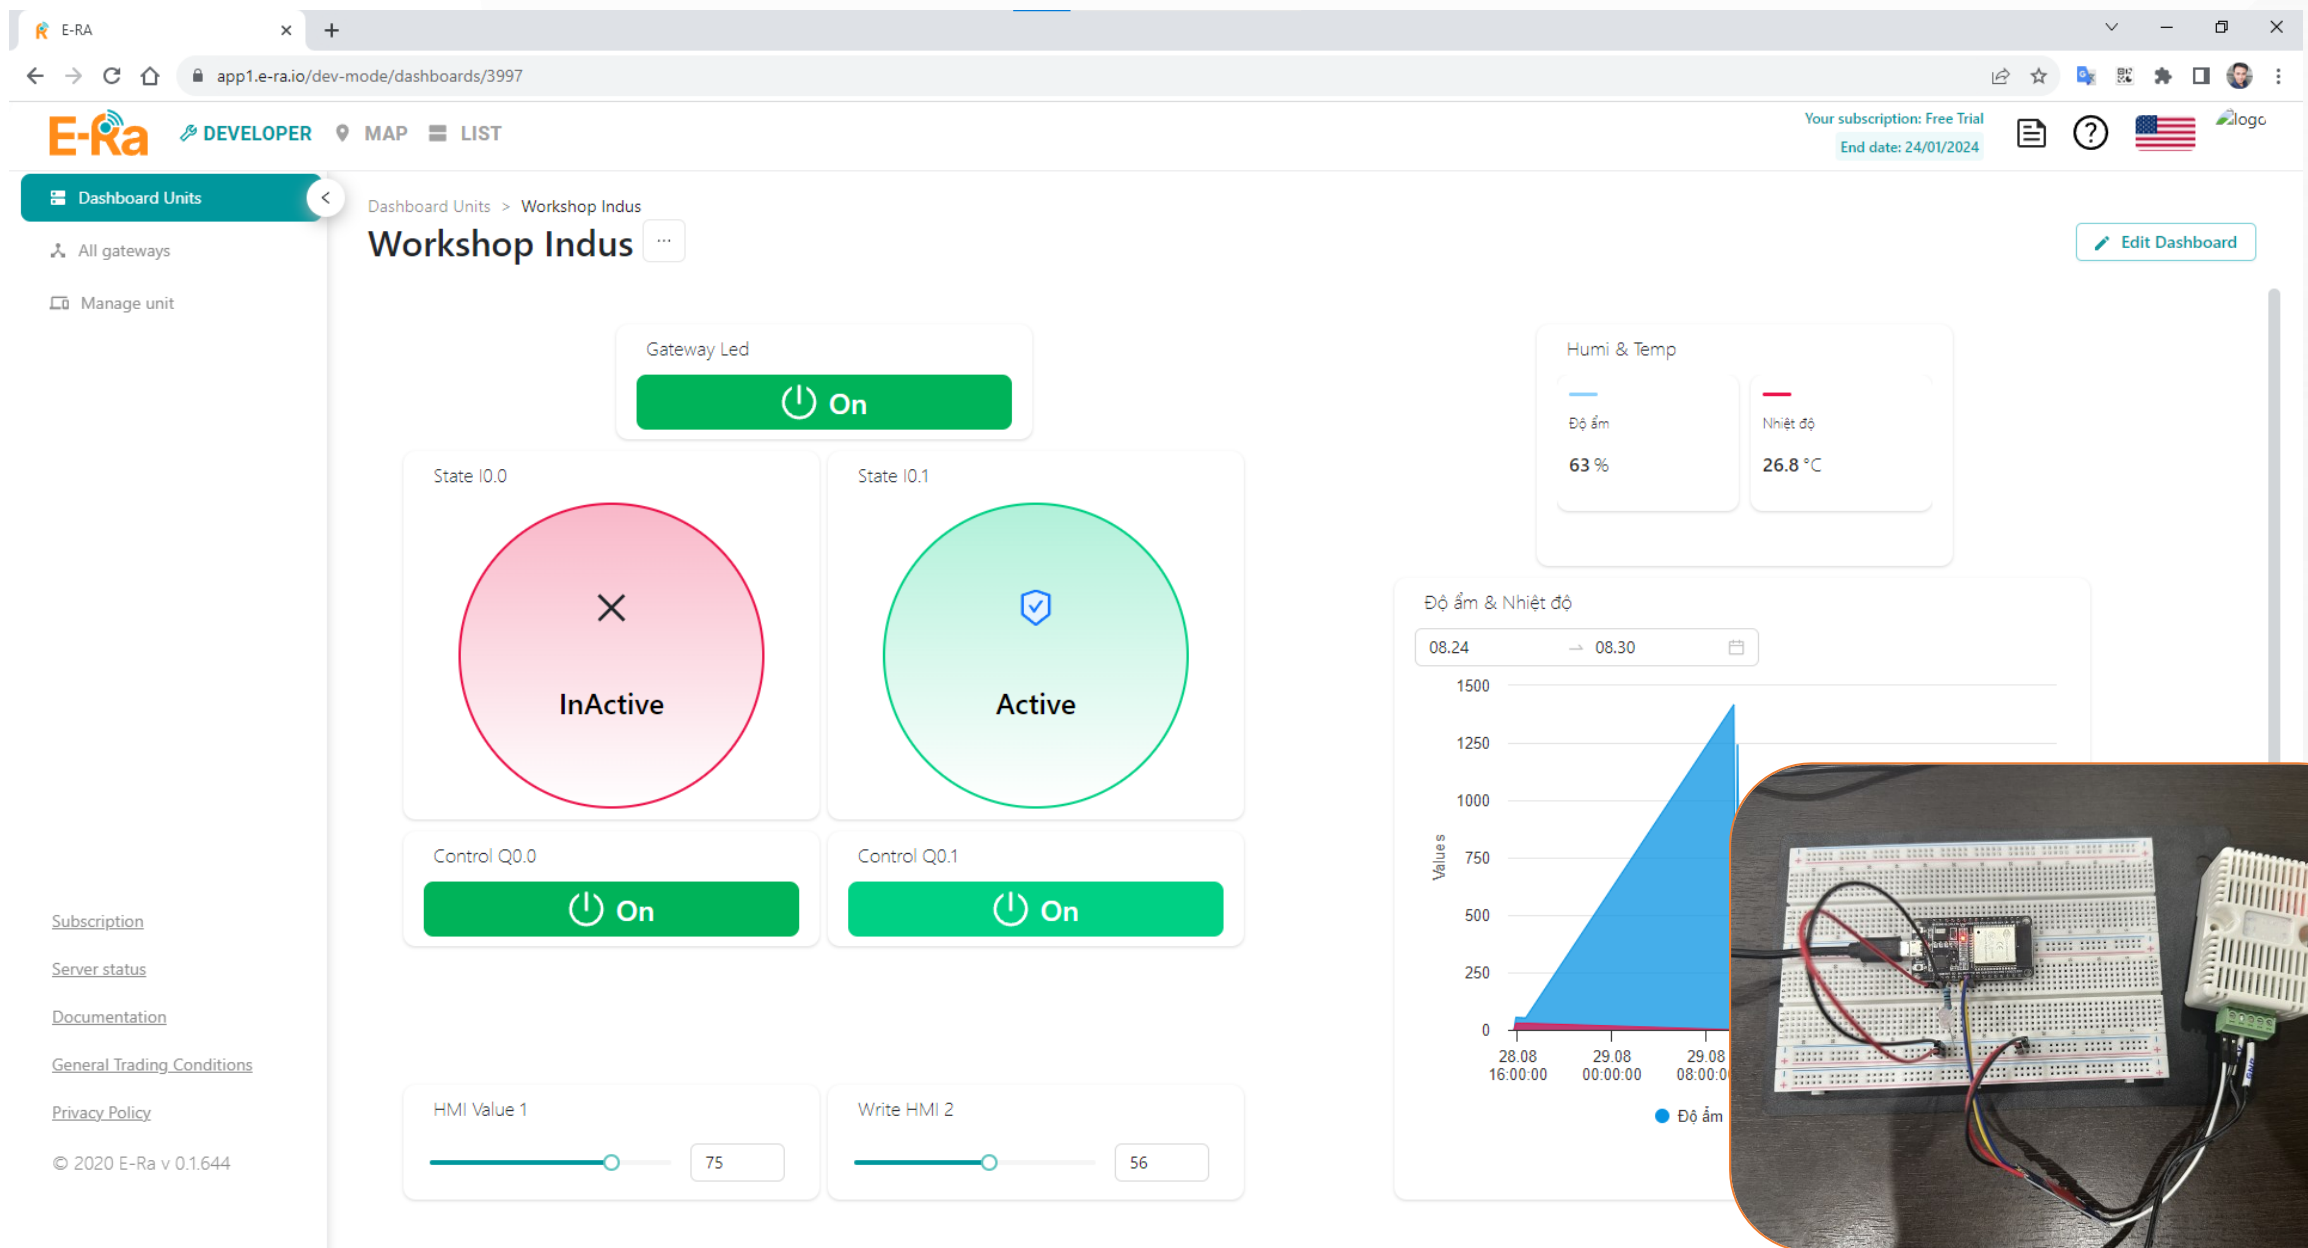 E-RA
app1.e-ra.io/dev-mode/dashboards/3997
E-Ra
DEVELOPER
MAP
LIST
Your subscription: Free Trial
End date: 24/01/2024
logo
Dashboard Units
All gateways
Manage unit
Dashboard Units > Workshop Indus
Workshop Indus
...
Edit Dashboard
Gateway Led
On
State I0.0
InActive
State I0.1
Active
Control Q0.0
On
Control Q0.1
On
HMI Value 1
75
Write HMI 2
56
Humi & Temp
Độ ẩm
63 %
Nhiệt độ
26.8 °C
Độ ẩm & Nhiệt độ
08.24 → 08.30
1500
1250
1000
750
500
250
0
Values
28.08
16:00:00
29.08
00:00:00
29.08
08:00:0
Độ ẩm
Subscription
Server status
Documentation
General Trading Conditions
Privacy Policy
© 2020 E-Ra v 0.1.644